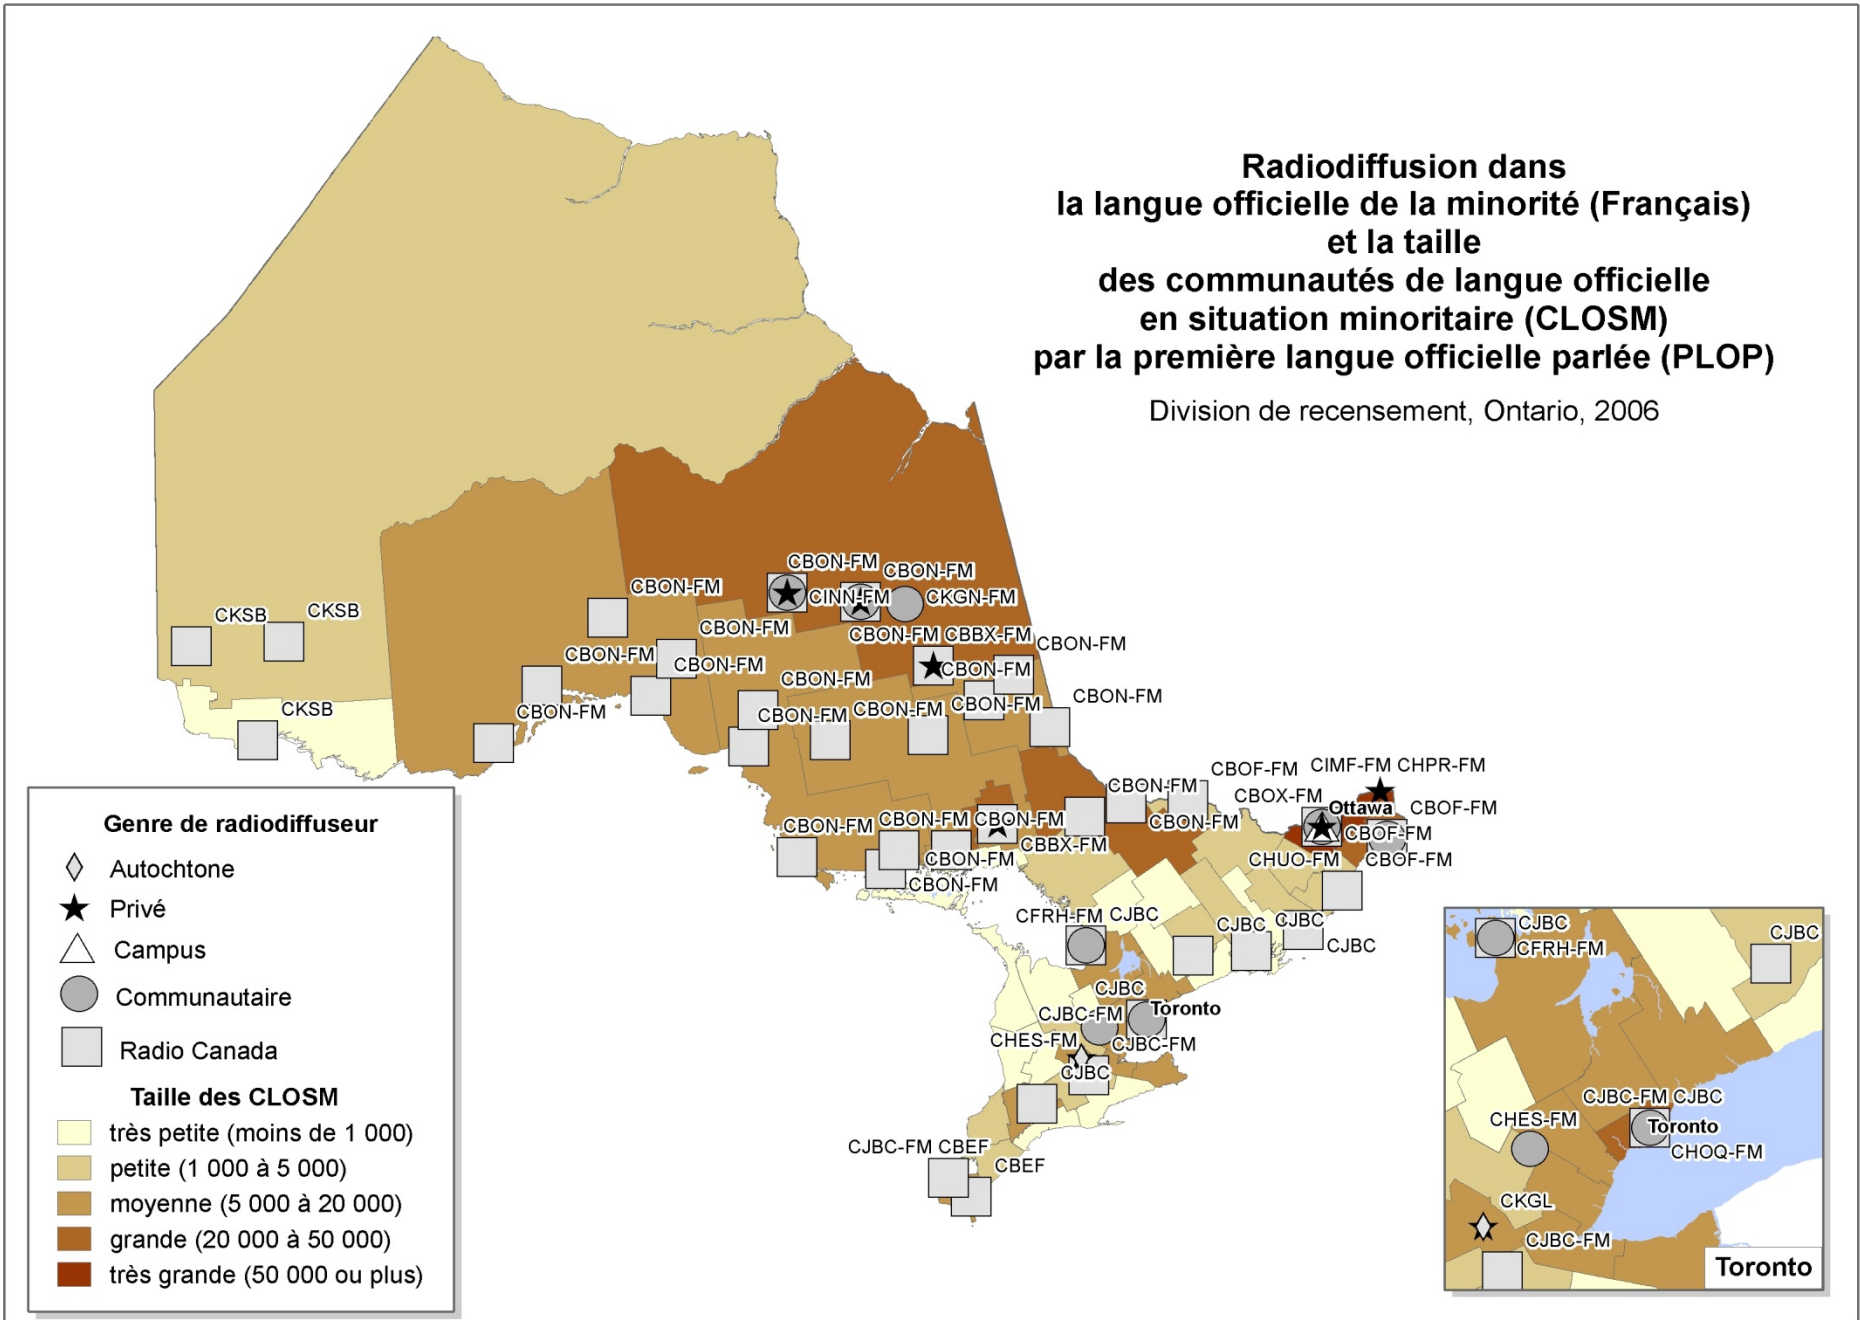 Radiodiffusion dans
la langue officielle de la minorité (Français)
et la taille
des communautés de langue officielle
en situation minoritaire (CLOSM)
par la première langue officielle parlée (PLOP)
Division de recensement, Ontario, 2006
CBON-FM
CBON-FM
CBON-FM
CINN-FM
CKGN-FM
CKSB
CKSB
CBON-FM
CBON-FM CBBX-FM
CBON-FM
CBON-FM
CBON-FM
CBON-FM
CBON-FM
CBON-FM
CBON-FM
CKSB
CBON-FM
CBON-FM
CBON-FM
CBON-FM
CBOF-FM
CIMF-FM CHPR-FM
CBON-FM
CBOX-FM
Ottawa
CBOF-FM
CBON-FM
CBON-FM
CBON-FM
CBON-FM
CBOF-FM
CBON-FM
CBBX-FM
CHUO-FM
CBOF-FM
CBON-FM
CFRH-FM
CJBC
CJBC
CJBC
CJBC
CJBC
CJBC-FM
Toronto
CHES-FM
CJBC-FM
CJBC
CJBC-FM CBEF
CBEF
Genre de radiodiffuseur
Autochtone
Privé
Campus
Communautaire
Radio Canada
Taille des CLOSM
très petite (moins de 1 000)
petite (1 000 à 5 000)
moyenne (5 000 à 20 000)
grande (20 000 à 50 000)
très grande (50 000 ou plus)
CJBC
CFRH-FM
CJBC
CJBC-FM CJBC
CHES-FM
Toronto
CHOQ-FM
CKGL
CJBC-FM
Toronto